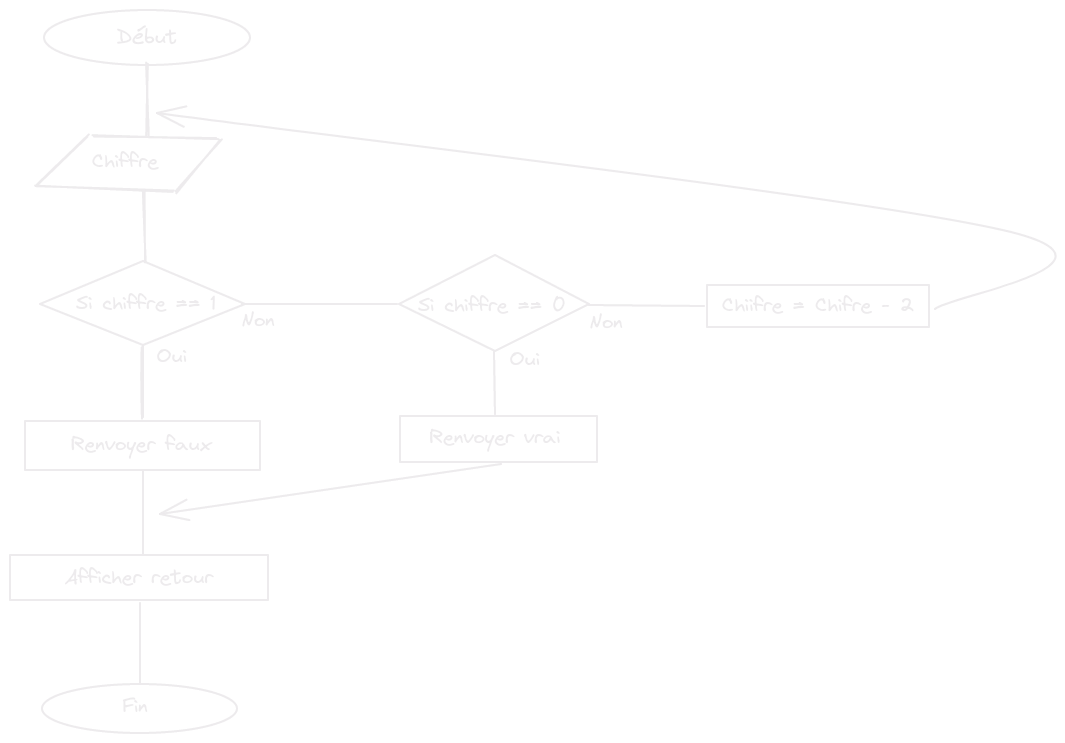 Début
Chiffre
Si chiffre == 1
Non
Oui
Si chiffre == 0
Non
Oui
Chiifre = Chifre - 2
Renvoyer faux
Renvoyer vrai
Afficher retour
Fin